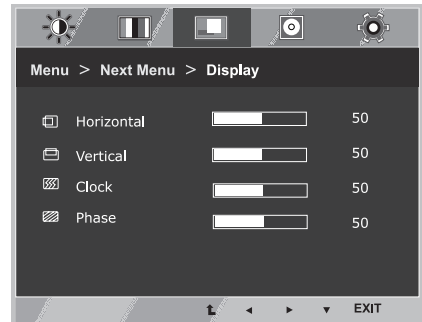 Menu > Next Menu > Display
Horizontal 50
Vertical 50
Clock 50
Phase 50
EXIT